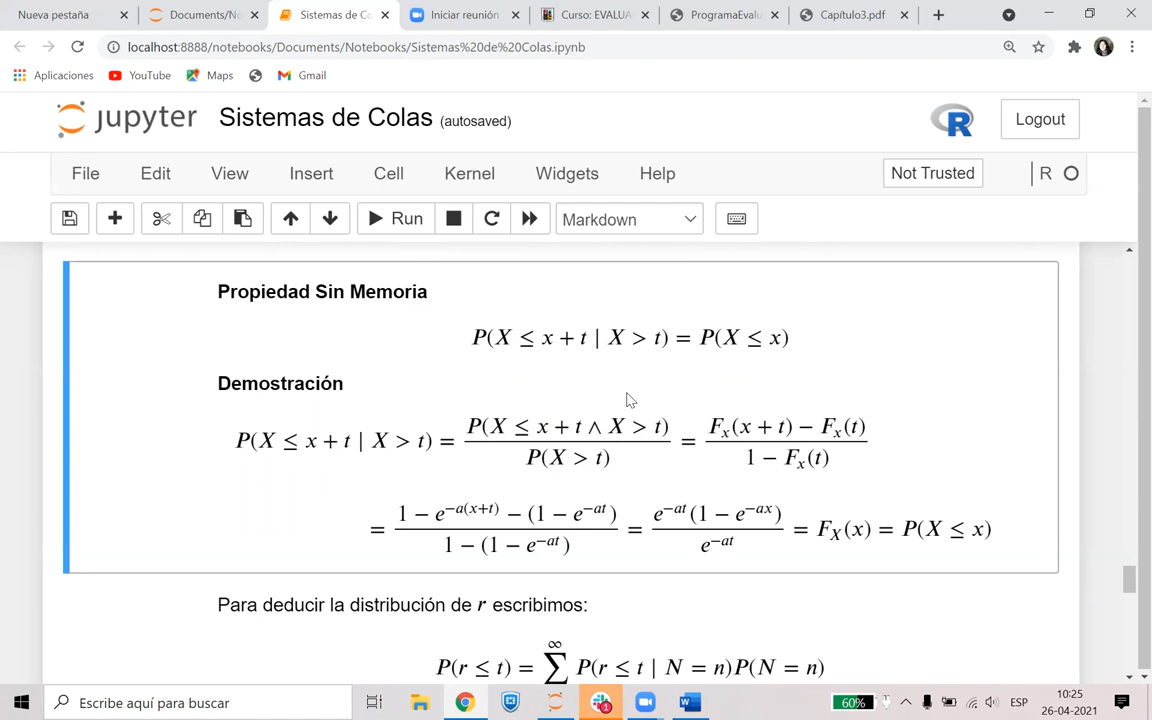 Nueva pestaña
Documents/No
Sistemas de Co
Iniciar reunión
Curso: EVALUA
ProgramaEvalu
Capítulo3.pdf
localhost:8888/notebooks/Documents/Notebooks/Sistemas%20de%20Colas.ipynb
Aplicaciones YouTube Maps Gmail
jupyter Sistemas de Colas (autosaved) R Logout
File Edit View Insert Cell Kernel Widgets Help Not Trusted R
Run Markdown
Propiedad Sin Memoria
P(X ≤ x + t | X > t) = P(X ≤ x)
Demostración
P(X ≤ x + t | X > t) = P(X ≤ x + t ∧ X > t) / P(X > t) = F_x(x + t) − F_x(t) / 1 − F_x(t)
= 1 − e^{−a(x+t)} − (1 − e^{−at}) / 1 − (1 − e^{−at}) = e^{−at}(1 − e^{−ax}) / e^{−at} = F_X(x) = P(X ≤ x)
Para deducir la distribución de r escribimos:
P(r ≤ t) = ∑^∞ P(r ≤ t | N = n)P(N = n)
Escribe aquí para buscar
1
60%
ESP
10:25
26-04-2021